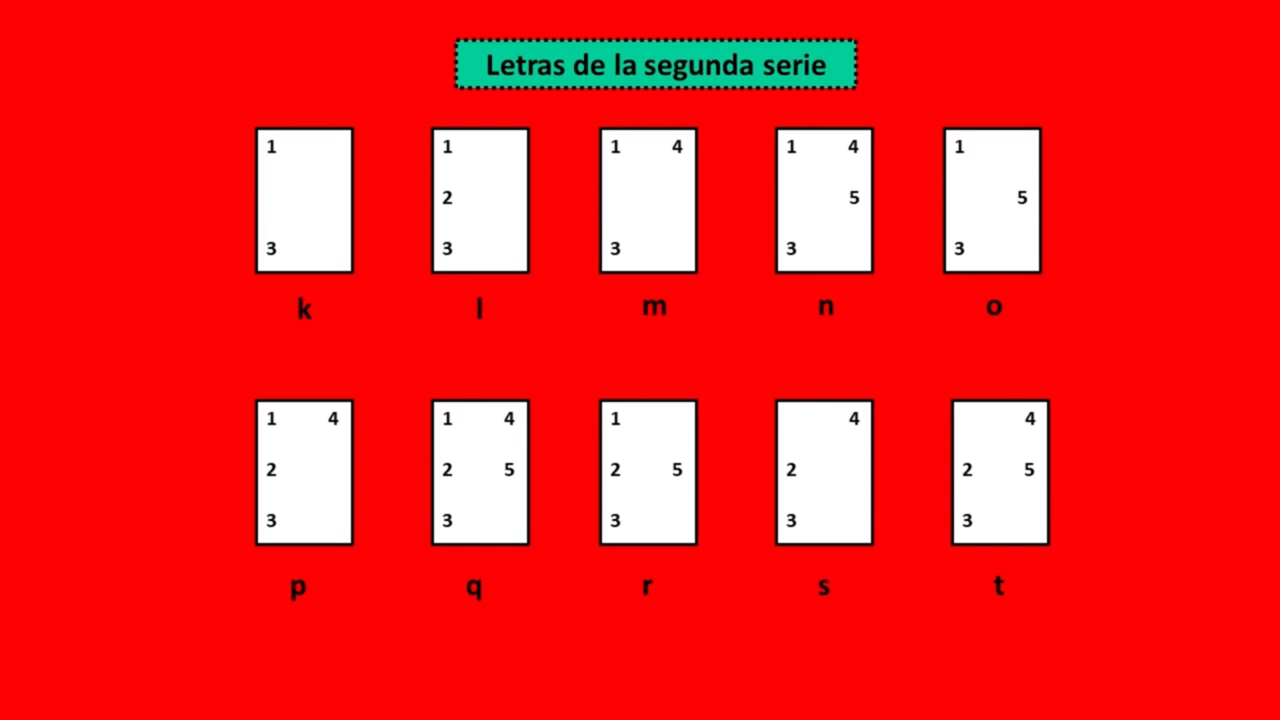 Letras de la segunda serie
1 1 1 4 1 4 1
2 5 5
3 3 3 3 3
k l m n o
1 4 1 4 1 4 4
2 2 5 2 5 2 2 5
3 3 3 3 3
p q r s t